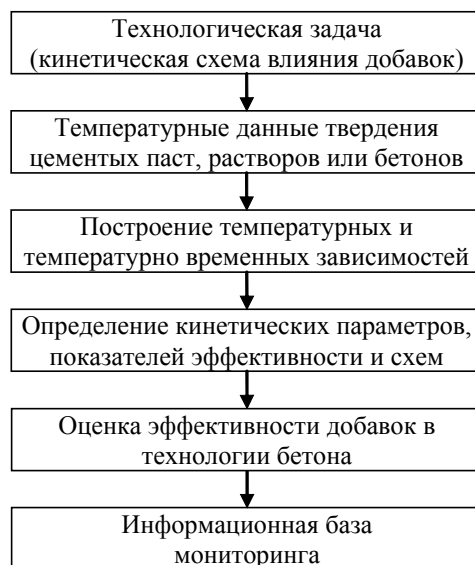 Технологическая задача
(кинетическая схема влияния добавок)
Температурные данные твердения
цементых паст, растворов или бетонов
Построение температурных и
температурно временных зависимостей
Определение кинетических параметров,
показателей эффективности и схем
Оценка эффективности добавок в
технологии бетона
Информационная база
мониторинга